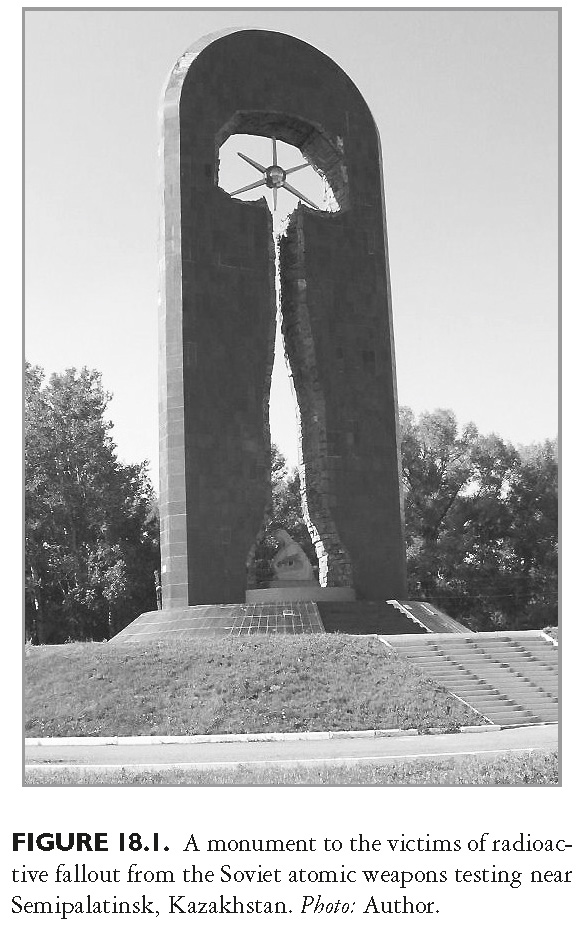 FIGURE 18.1. A monument to the victims of radioac-
tive fallout from the Soviet atomic weapons testing near
Semipalatinsk, Kazakhstan. Photo: Author.